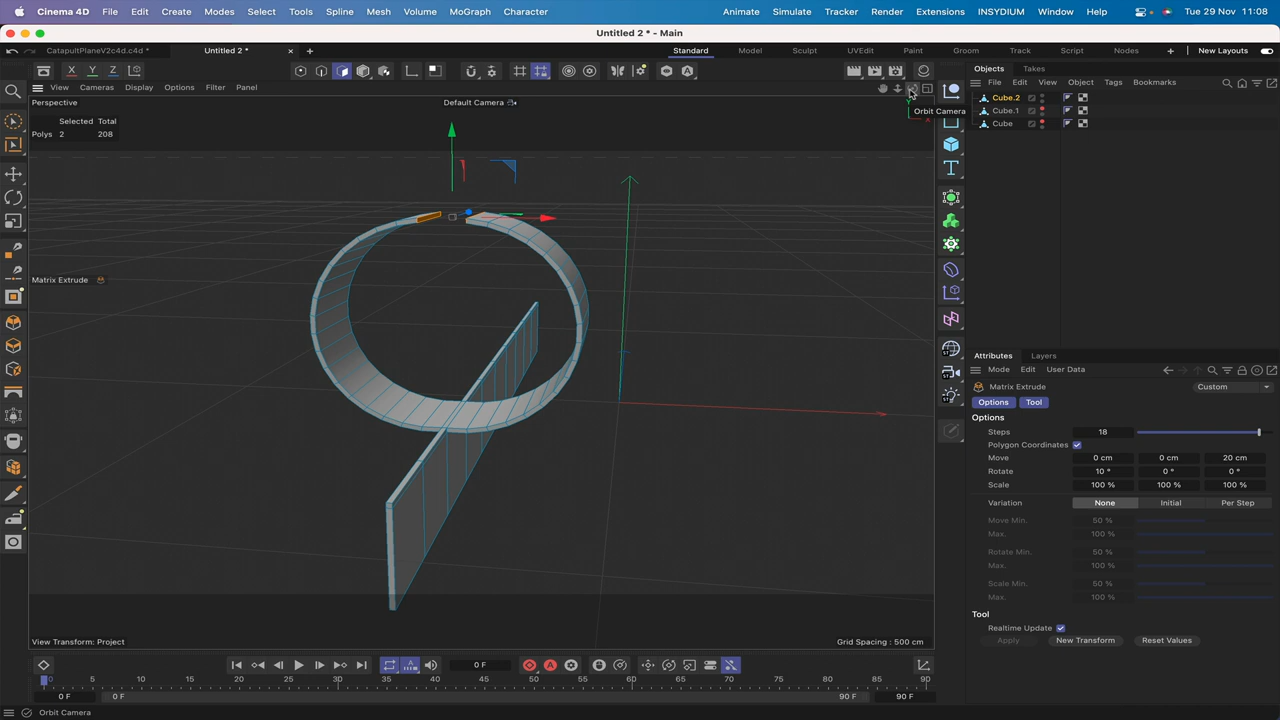 Cinema 4D File Edit Create Modes Select Tools Spline Mesh Volume MoGraph Character Animate Simulate Tracker Render Extensions INSYDIUM Window Help Tue 29 Nov 11:08
Untitled 2 * - Main
CatapultPlaneV2c4d.c4d * Untitled 2 * Standard Model Sculpt UVEdit Paint Groom Track Script Nodes New Layouts
X Y Z Objects Takes
View Cameras Display Options Filter Panel File Edit View Object Tags Bookmarks
Perspective Default Camera Cube.2
Orbit Camera Cube.1
Selected Total Cube
Polys 2 208
Matrix Extrude
Attributes Layers
Mode Edit User Data
Matrix Extrude Custom
Options Tool
Options
Steps 18
Polygon Coordinates
Move 0 cm 0 cm 20 cm
Rotate 10 ° 0 ° 0 °
Scale 100 % 100 % 100 %
Variation None Initial Per Step
Move Min. 50 %
Max. 100 %
Rotate Min. 50 %
Max. 100 %
Scale Min. 50 %
Max. 100 %
Tool
Realtime Update
Apply New Transform Reset Values
View Transform: Project Grid Spacing : 500 cm
0 F
0 5 10 15 20 25 30 35 40 45 50 55 60 65 70 75 80 85 90
0 F 0 F 90 F 90 F
Orbit Camera